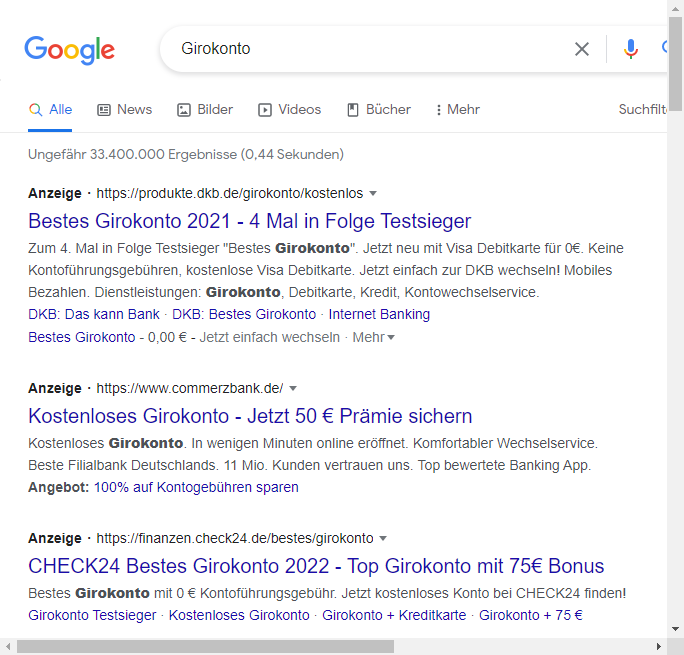 Google
Girokonto
Alle News Bilder Videos Bücher Mehr Suchfilt
Ungefähr 33.400.000 Ergebnisse (0,44 Sekunden)
Anzeige · https://produkte.dkb.de/girokonto/kostenlos
Bestes Girokonto 2021 - 4 Mal in Folge Testsieger
Zum 4. Mal in Folge Testsieger "Bestes Girokonto". Jetzt neu mit Visa Debitkarte für 0€. Keine
Kontoführungsgebühren, kostenlose Visa Debitkarte. Jetzt einfach zur DKB wechseln! Mobiles
Bezahlen. Dienstleistungen: Girokonto, Debitkarte, Kredit, Kontowechselservice.
DKB: Das kann Bank · DKB: Bestes Girokonto · Internet Banking
Bestes Girokonto - 0,00 € - Jetzt einfach wechseln · Mehr
Anzeige · https://www.commerzbank.de/
Kostenloses Girokonto - Jetzt 50 € Prämie sichern
Kostenloses Girokonto. In wenigen Minuten online eröffnet. Komfortabler Wechselservice.
Beste Filialbank Deutschlands. 11 Mio. Kunden vertrauen uns. Top bewertete Banking App.
Angebot: 100% auf Kontogebühren sparen
Anzeige · https://finanzen.check24.de/bestes/girokonto
CHECK24 Bestes Girokonto 2022 - Top Girokonto mit 75€ Bonus
Bestes Girokonto mit 0 € Kontoführungsgebühr. Jetzt kostenloses Konto bei CHECK24 finden!
Girokonto Testsieger · Kostenloses Girokonto · Girokonto + Kreditkarte · Girokonto + 75 €